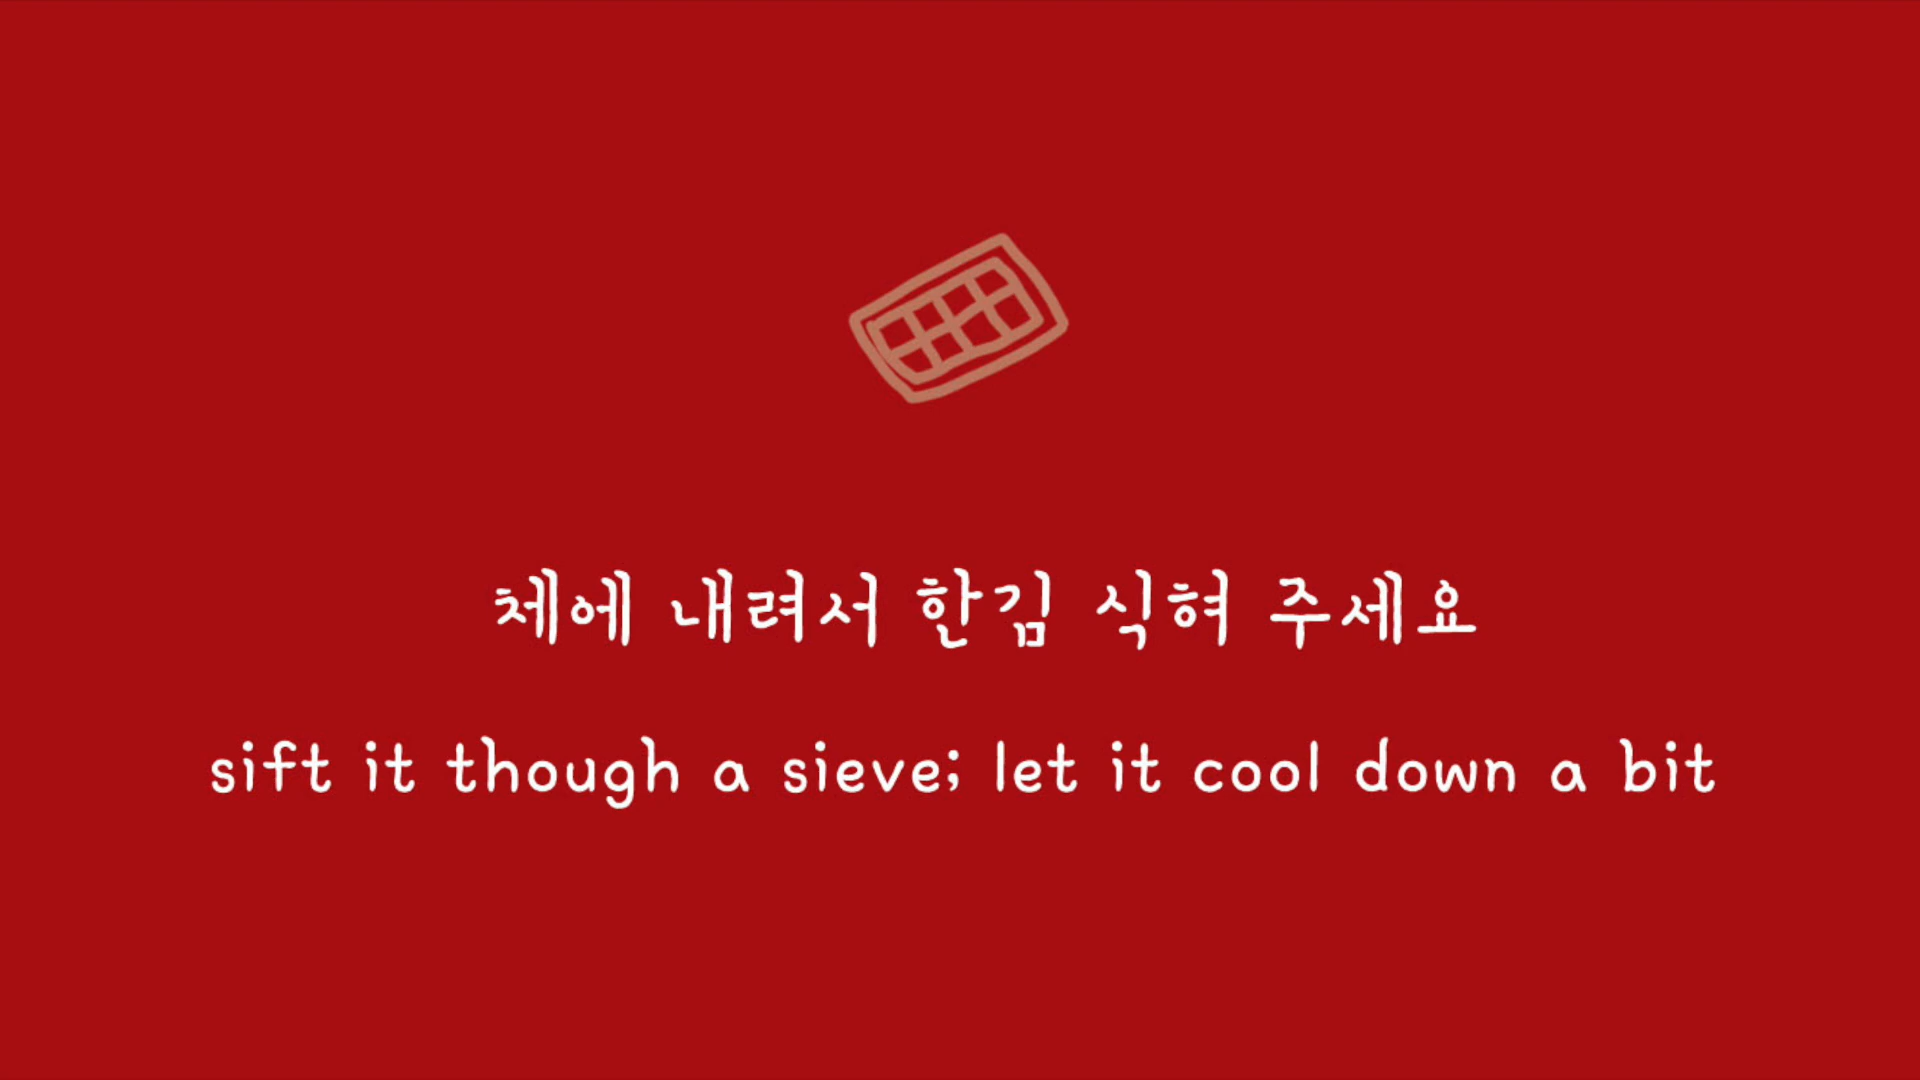 체에 내려서 한김 식혀 주세요
sift it though a sieve; let it cool down a bit